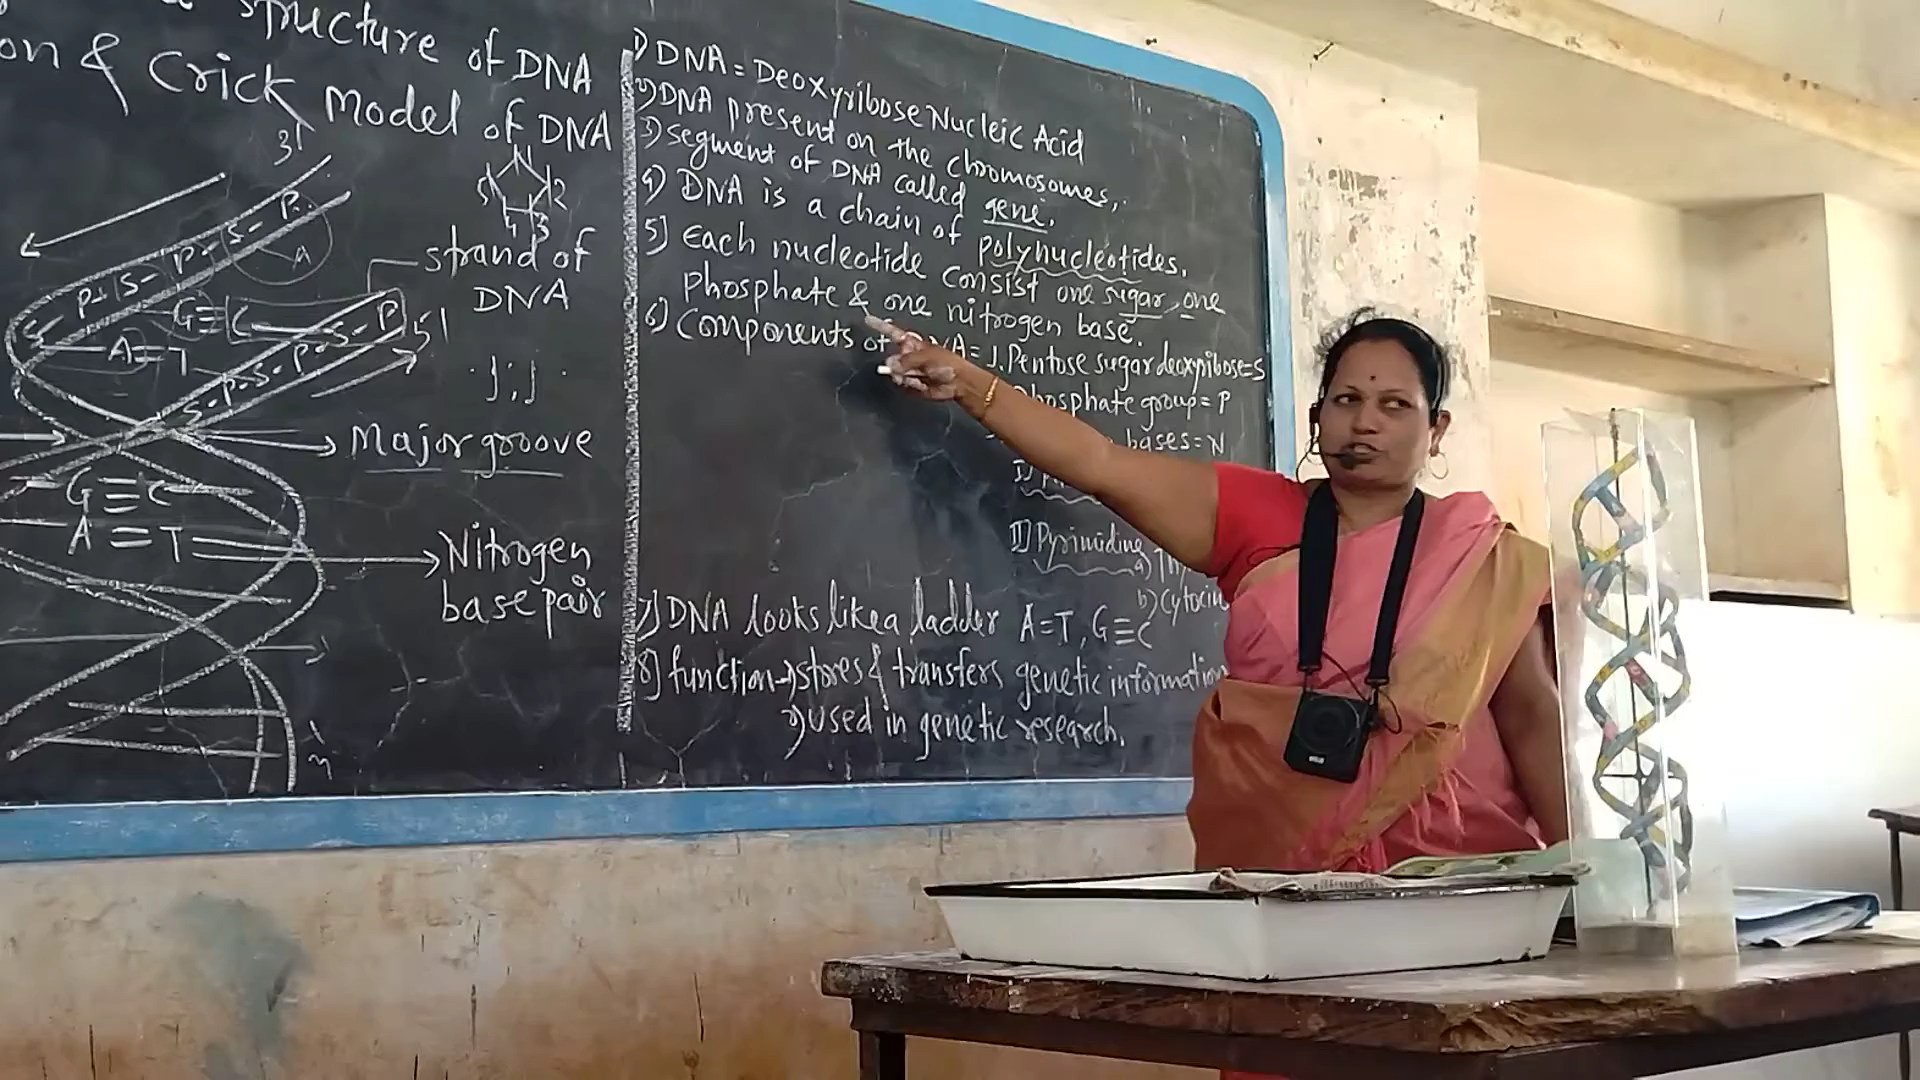 structure of DNA
on & Crick Model of DNA
3'
5 2
4 3
S-P-S-P-S-P.
A
strand of
DNA
G≡C
S-P-S-P-S-P 5'
A=T
Major groove
G≡C
A=T
Nitrogen
base pair
1) DNA = Deoxyribose Nucleic Acid
2) DNA present on the chromosomes,.
3) segment of DNA called gene.
4) DNA is a chain of polynucleotides.
5) Each nucleotide consist one sugar, one
phosphate & one nitrogen base.
6) Components of DNA = 1. Pentose sugar deoxyribose=S
Phosphate group = P
bases = N
I)
II) Pyrimidine
a)
b)
7) DNA looks like a ladder A=T, G≡C
8) function → stores & transfers genetic information
2) used in genetic research.